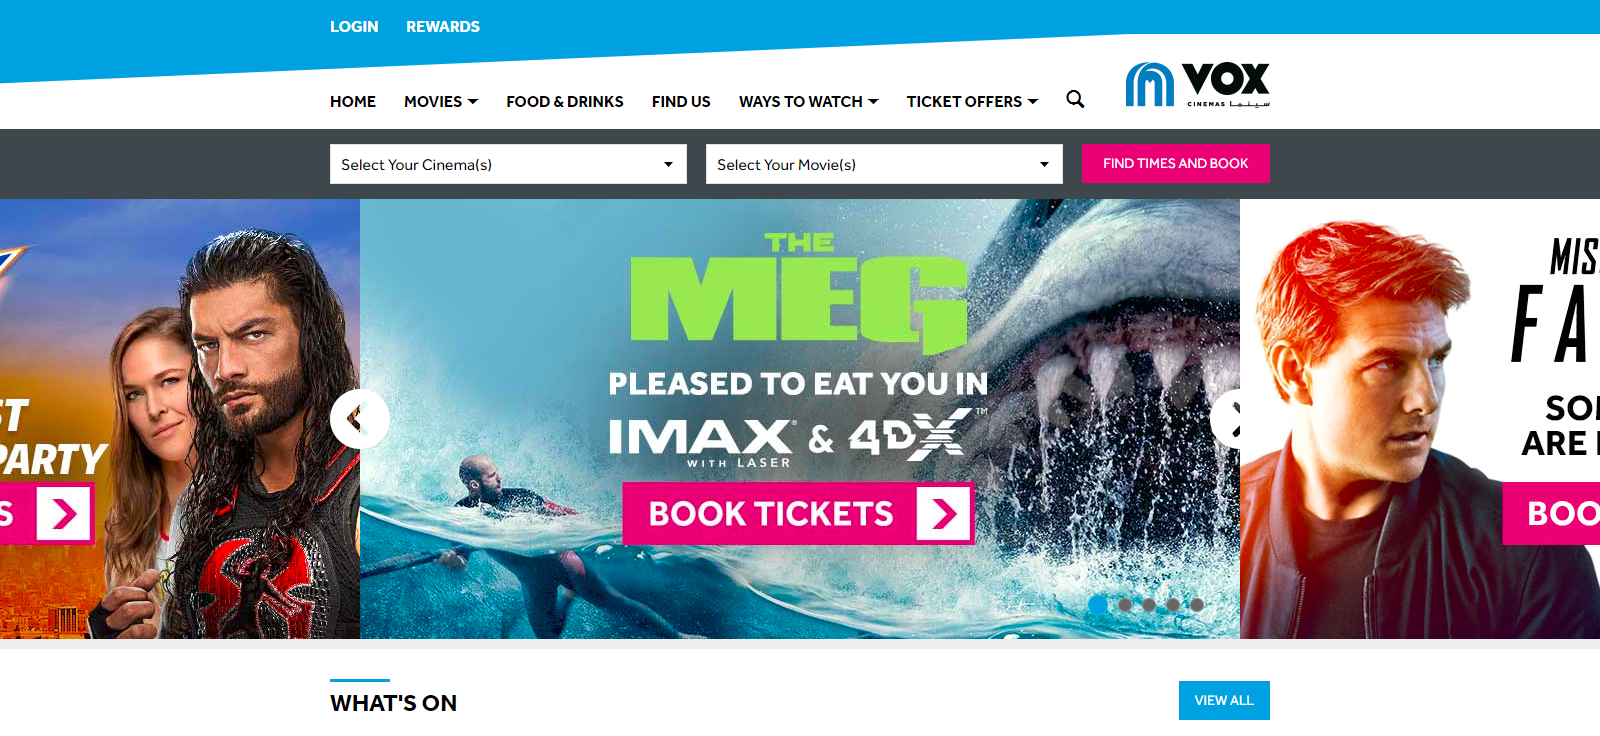 LOGIN REWARDS
HOME MOVIES FOOD & DRINKS FIND US WAYS TO WATCH TICKET OFFERS
VOX
CINEMAS سينما
Select Your Cinema(s) Select Your Movie(s) FIND TIMES AND BOOK
ST
PARTY
S
THE
MEG
PLEASED TO EAT YOU IN
IMAX® & 4DX™
WITH LASER
BOOK TICKETS
MIS
FA
SO
ARE
BOO
WHAT'S ON VIEW ALL